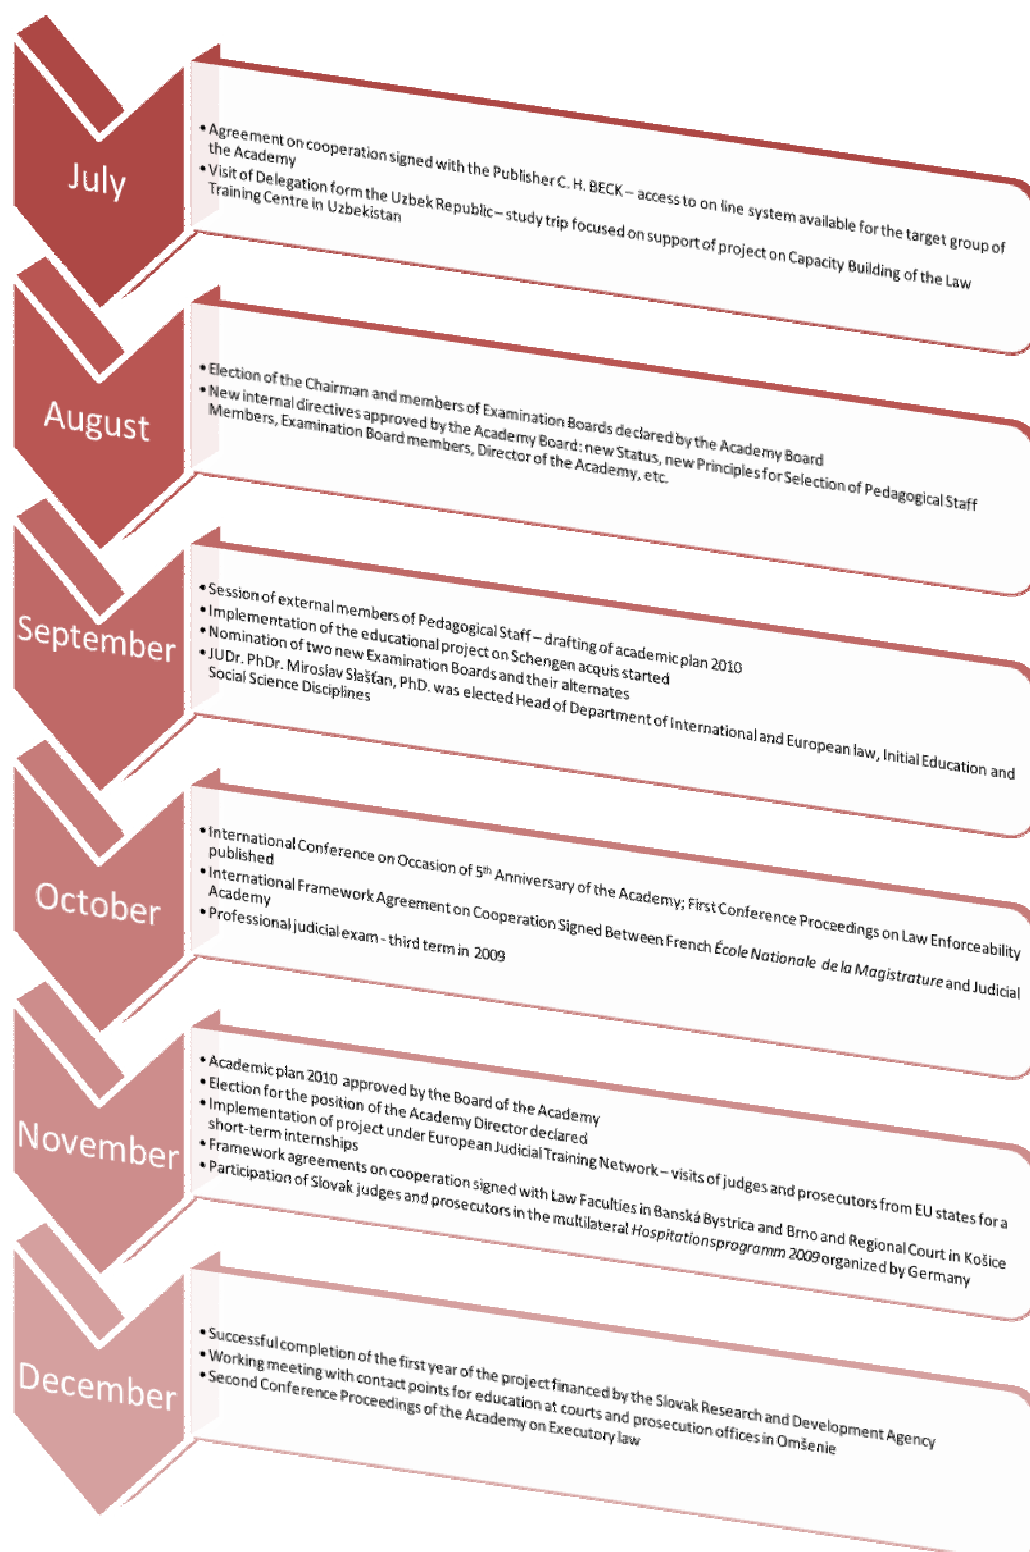 July
• Agreement on cooperation signed with the Publisher C. H. BECK – access to on line system available for the target group of
the Academy
• Visit of Delegation form the Uzbek Republic – study trip focused on support of project on Capacity Building of the Law
Training Centre in Uzbekistan
August
• Election of the Chairman and members of Examination Boards declared by the Academy Board
• New internal directives approved by the Academy Board: new Status, new Principles for Selection of Pedagogical Staff
Members, Examination Board members, Director of the Academy, etc.
September
• Session of external members of Pedagogical Staff – drafting of academic plan 2010
• Implementation of the educational project on Schengen acquis started
• Nomination of two new Examination Boards and their alternates
• JUDr. PhDr. Miroslav Slašťan, PhD. was elected Head of Department of International and European law, Initial Education and
Social Science Disciplines
October
• International Conference on Occasion of 5th Anniversary of the Academy; First Conference Proceedings on Law Enforceability
published
• International Framework Agreement on Cooperation Signed Between French École Nationale de la Magistrature and Judicial
Academy
• Professional judicial exam - third term in 2009
November
• Academic plan 2010 approved by the Board of the Academy
• Election for the position of the Academy Director declared
• Implementation of project under European Judicial Training Network – visits of judges and prosecutors from EU states for a
short-term internships
• Framework agreements on cooperation signed with Law Faculties in Banská Bystrica and Brno and Regional Court in Košice
• Participation of Slovak judges and prosecutors in the multilateral Hospitationsprogramm 2009 organized by Germany
December
• Successful completion of the first year of the project financed by the Slovak Research and Development Agency
• Working meeting with contact points for education at courts and prosecution offices in Omšenie
• Second Conference Proceedings of the Academy on Executory law